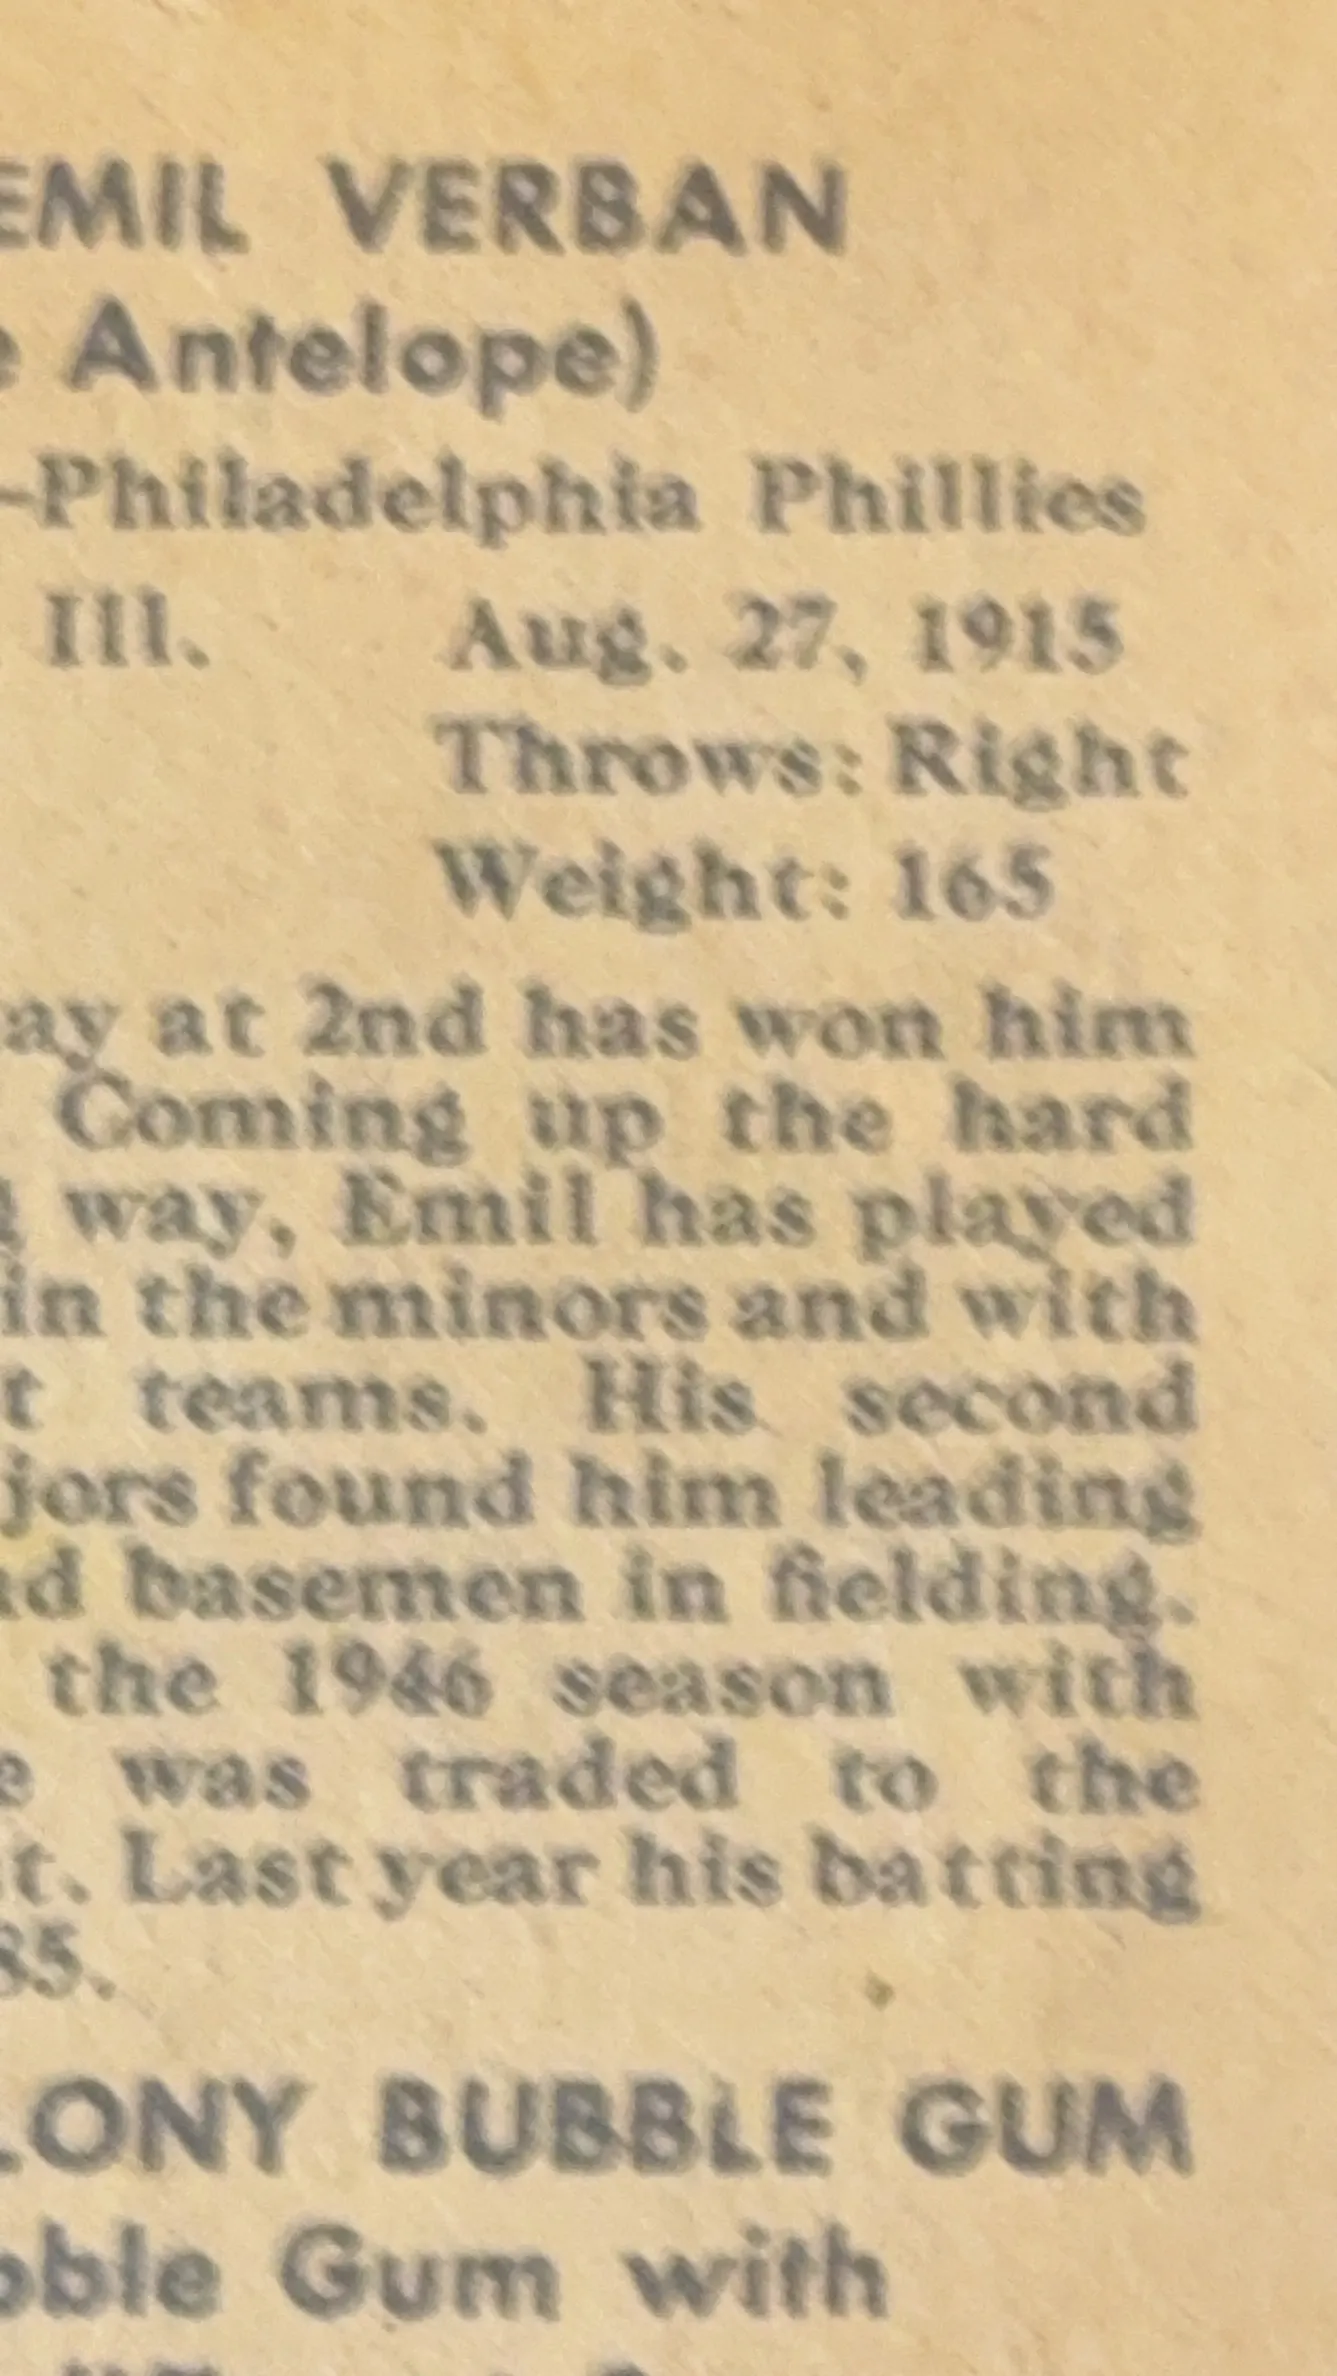 EMIL VERBAN
e Antelope)
–Philadelphia Phillies
Ill. Aug. 27, 1915
Throws: Right
Weight: 165
ay at 2nd has won him
Coming up the hard
g way, Emil has played
in the minors and with
t teams. His second
jors found him leading
nd basemen in fielding.
the 1946 season with
e was traded to the
t. Last year his batting
85.
LONY BUBBLE GUM
bble Gum with